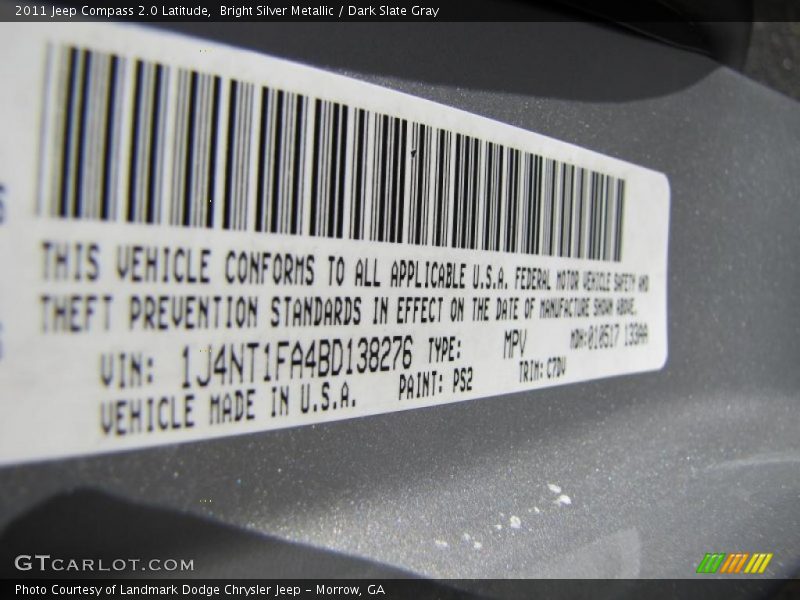 2011 Jeep Compass 2.0 Latitude,  Bright Silver Metallic / Dark Slate Gray
THIS VEHICLE CONFORMS TO ALL APPLICABLE U.S.A. FEDERAL MOTOR VEHICLE SAFETY AND
THEFT PREVENTION STANDARDS IN EFFECT ON THE DATE OF MANUFACTURE SHOWN ABOVE.
VIN: 1J4NT1FA4BD138276 TYPE: MPV MDH:010517 133AA
VEHICLE MADE IN U.S.A. PAINT: PS2 TRIM: C7DV
GTCARLOT.COM
Photo Courtesy of Landmark Dodge Chrysler Jeep - Morrow, GA